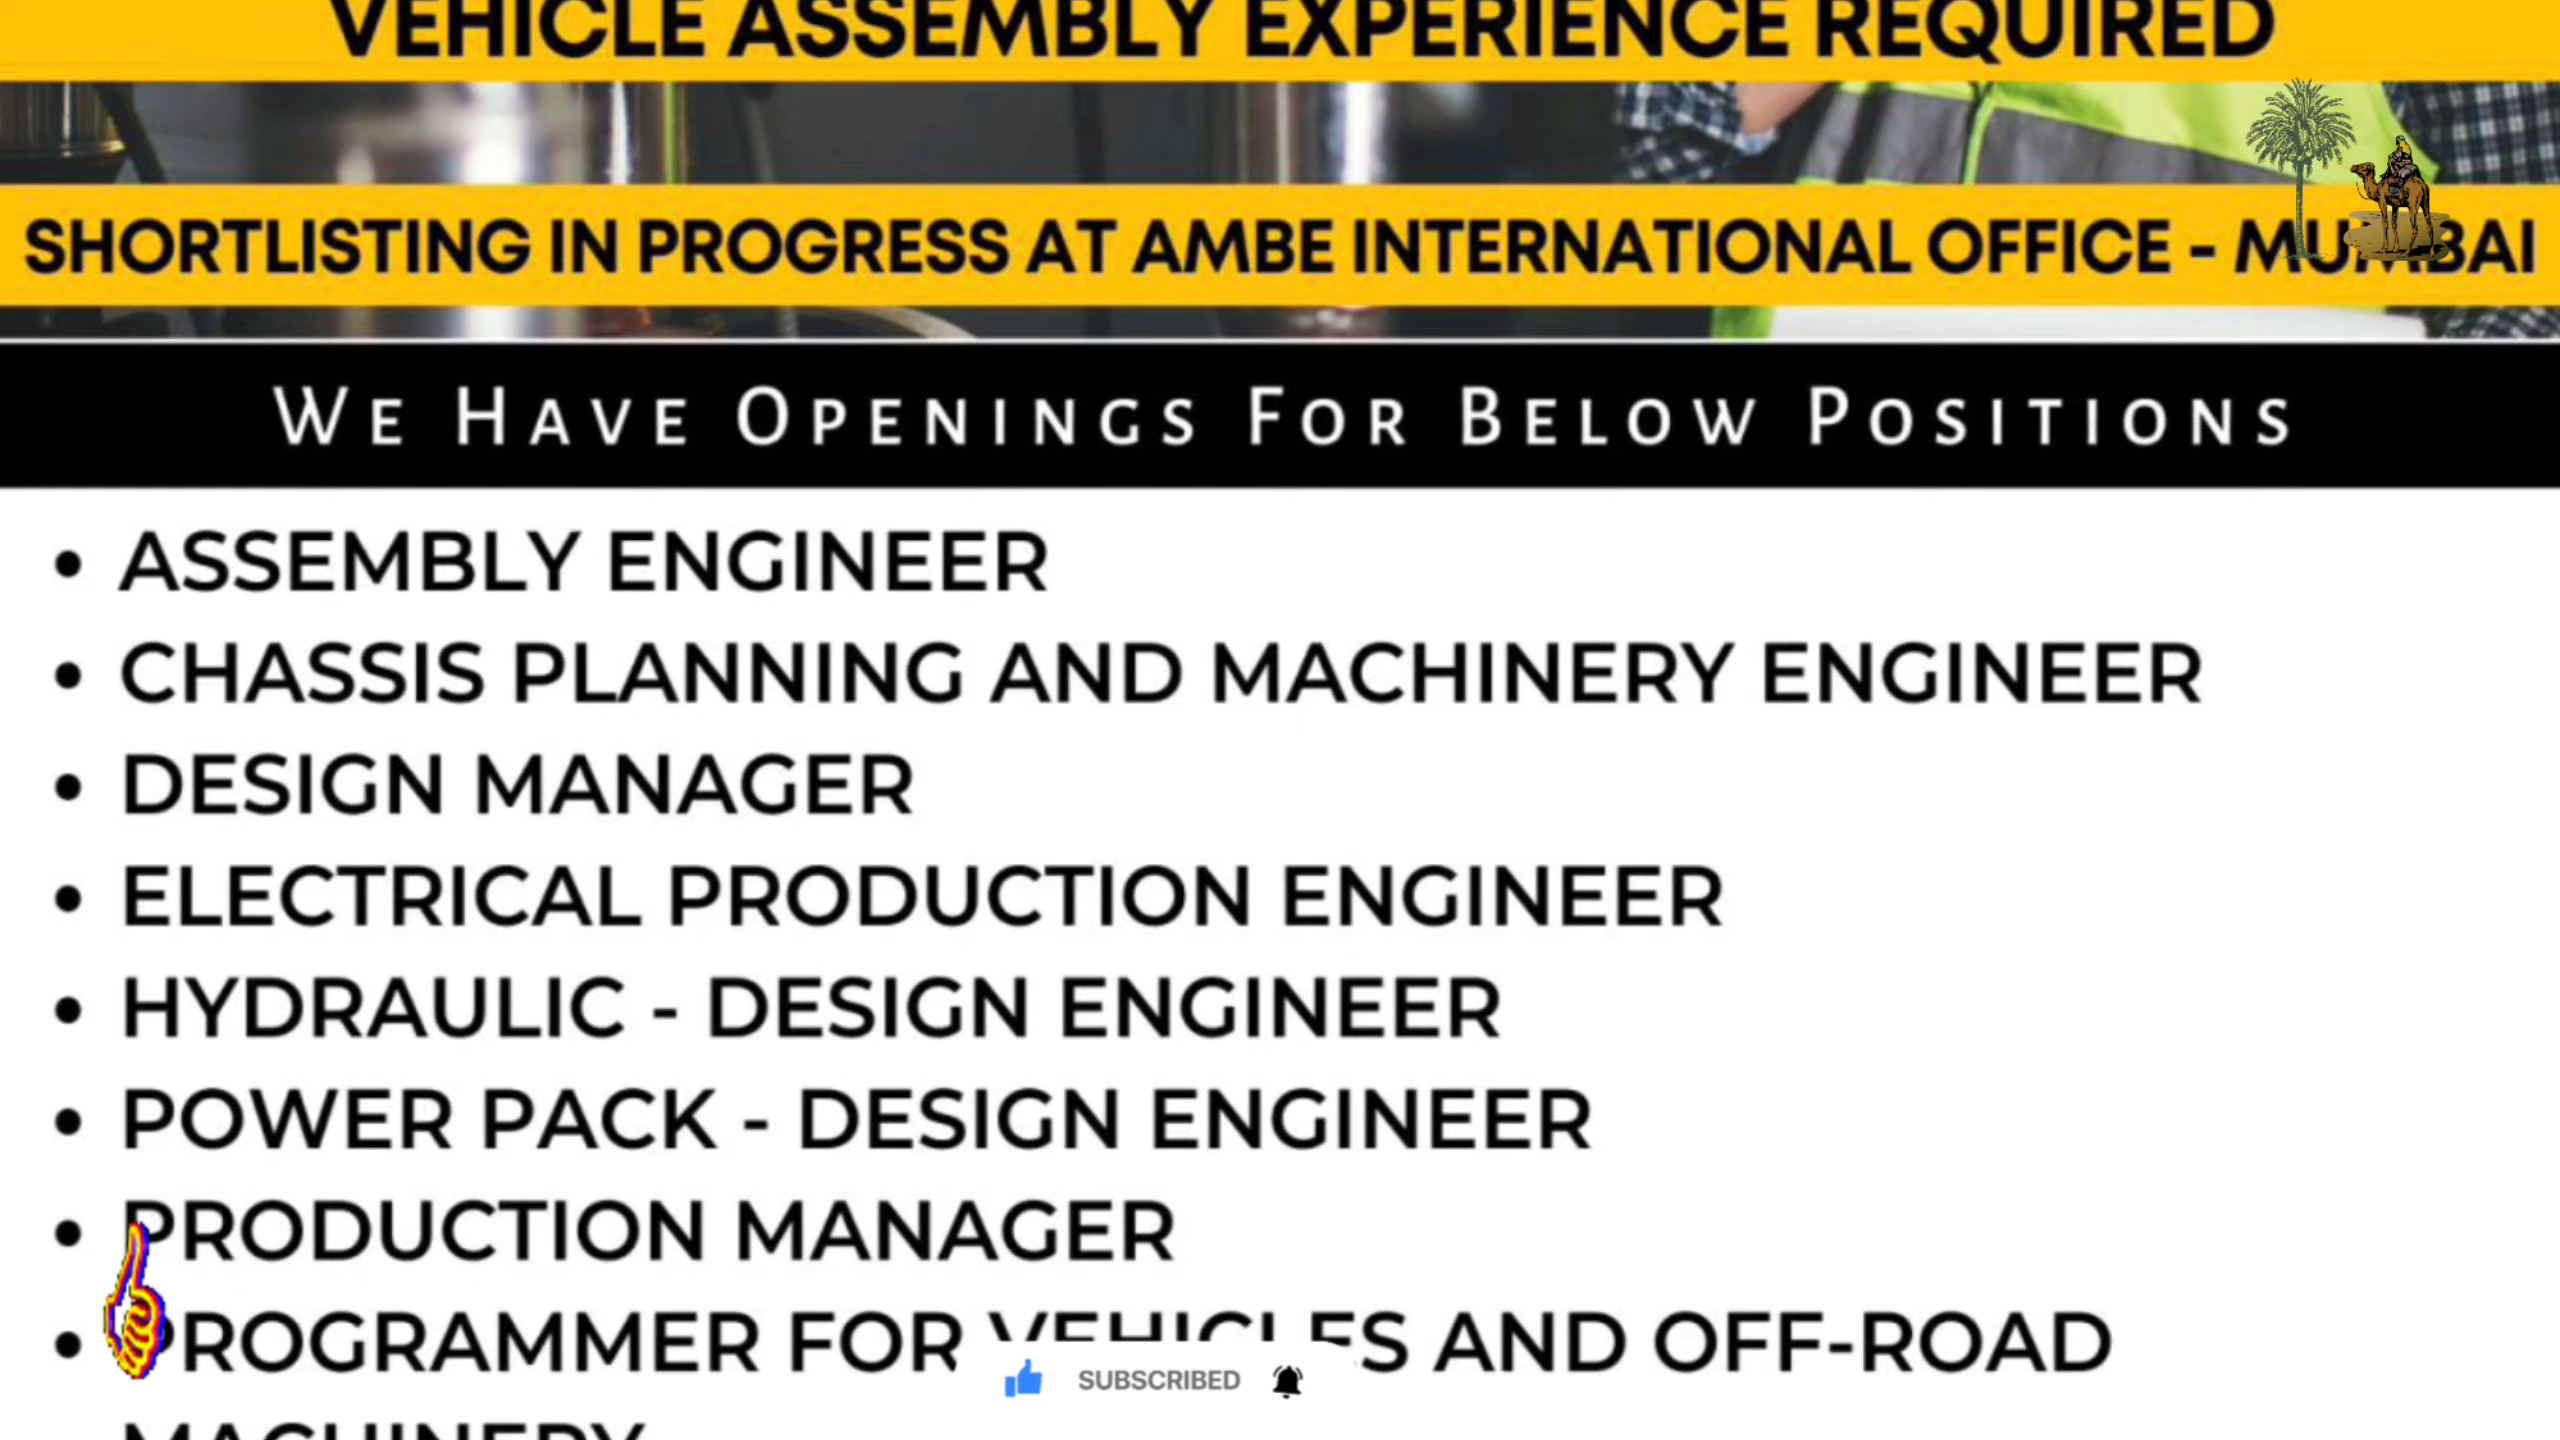 VEHICLE ASSEMBLY EXPERIENCE REQUIRED
SHORTLISTING IN PROGRESS AT AMBE INTERNATIONAL OFFICE - MUMBAI
WE HAVE OPENINGS FOR BELOW POSITIONS
• ASSEMBLY ENGINEER
• CHASSIS PLANNING AND MACHINERY ENGINEER
• DESIGN MANAGER
• ELECTRICAL PRODUCTION ENGINEER
• HYDRAULIC - DESIGN ENGINEER
• POWER PACK - DESIGN ENGINEER
• PRODUCTION MANAGER
• PROGRAMMER FOR VEHICLES AND OFF-ROAD
MACHINERY
SUBSCRIBED